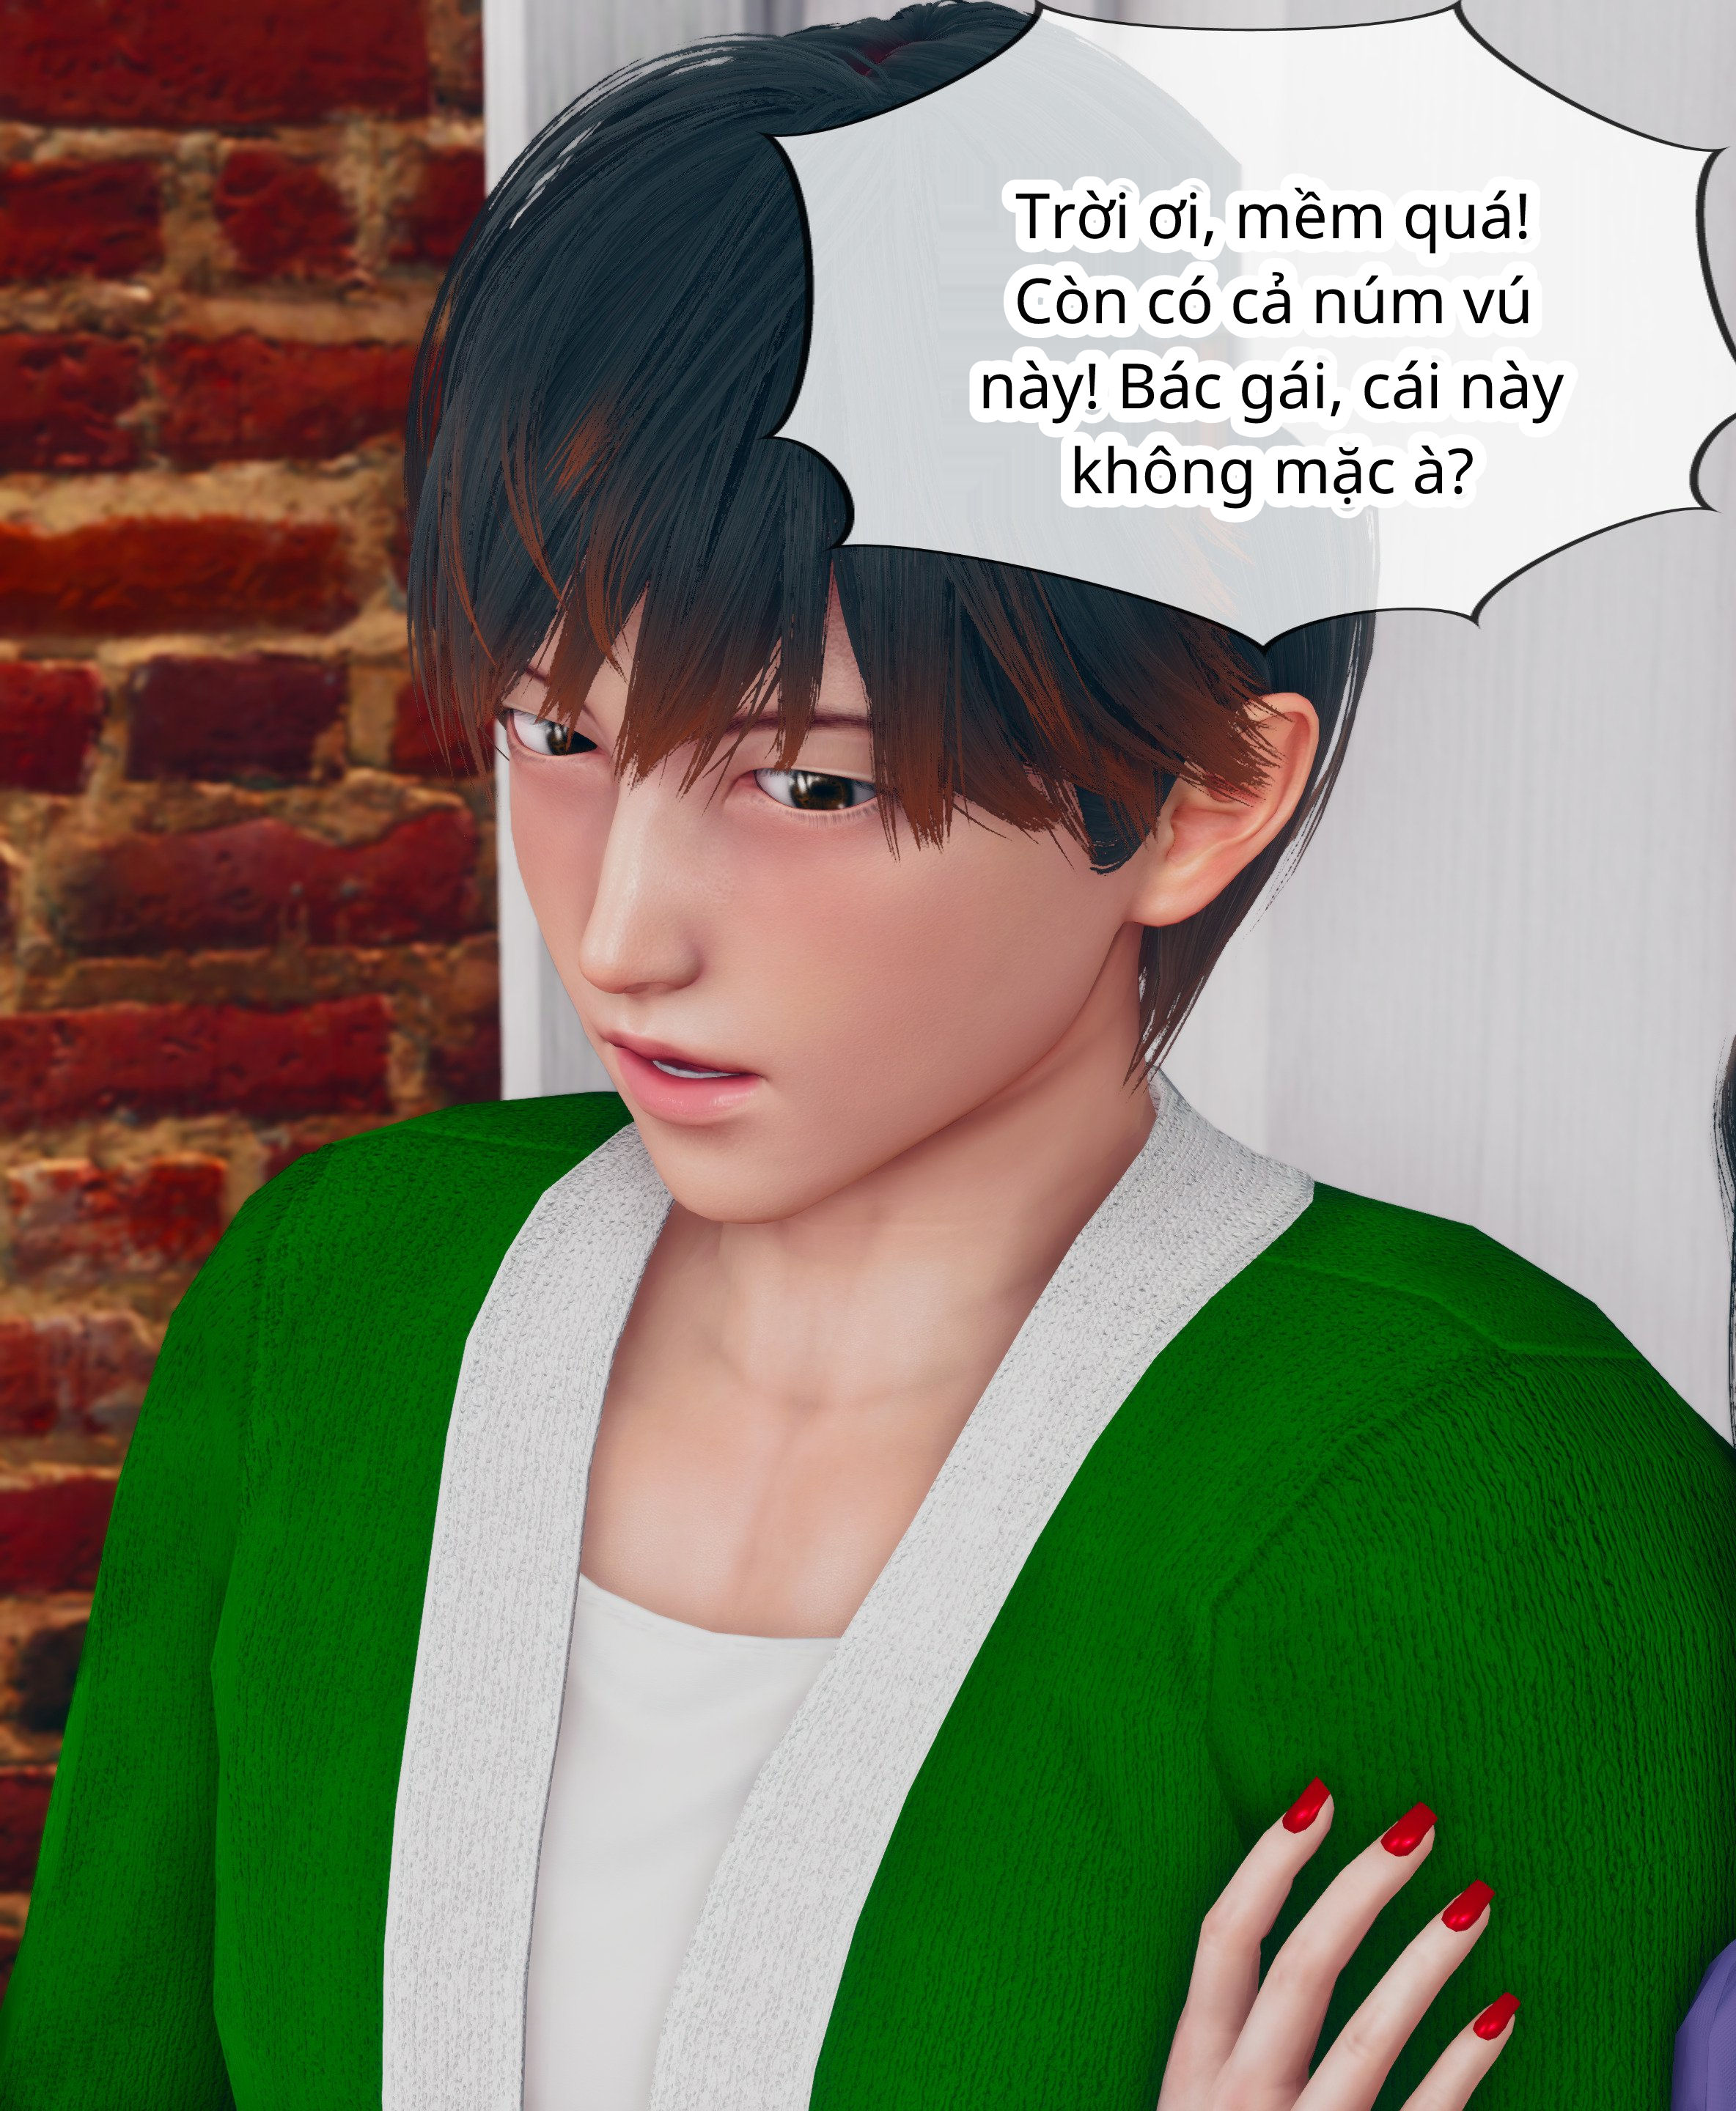 Trời ơi, mềm quá!
Còn có cả núm vú
này! Bác gái, cái này
không mặc à?